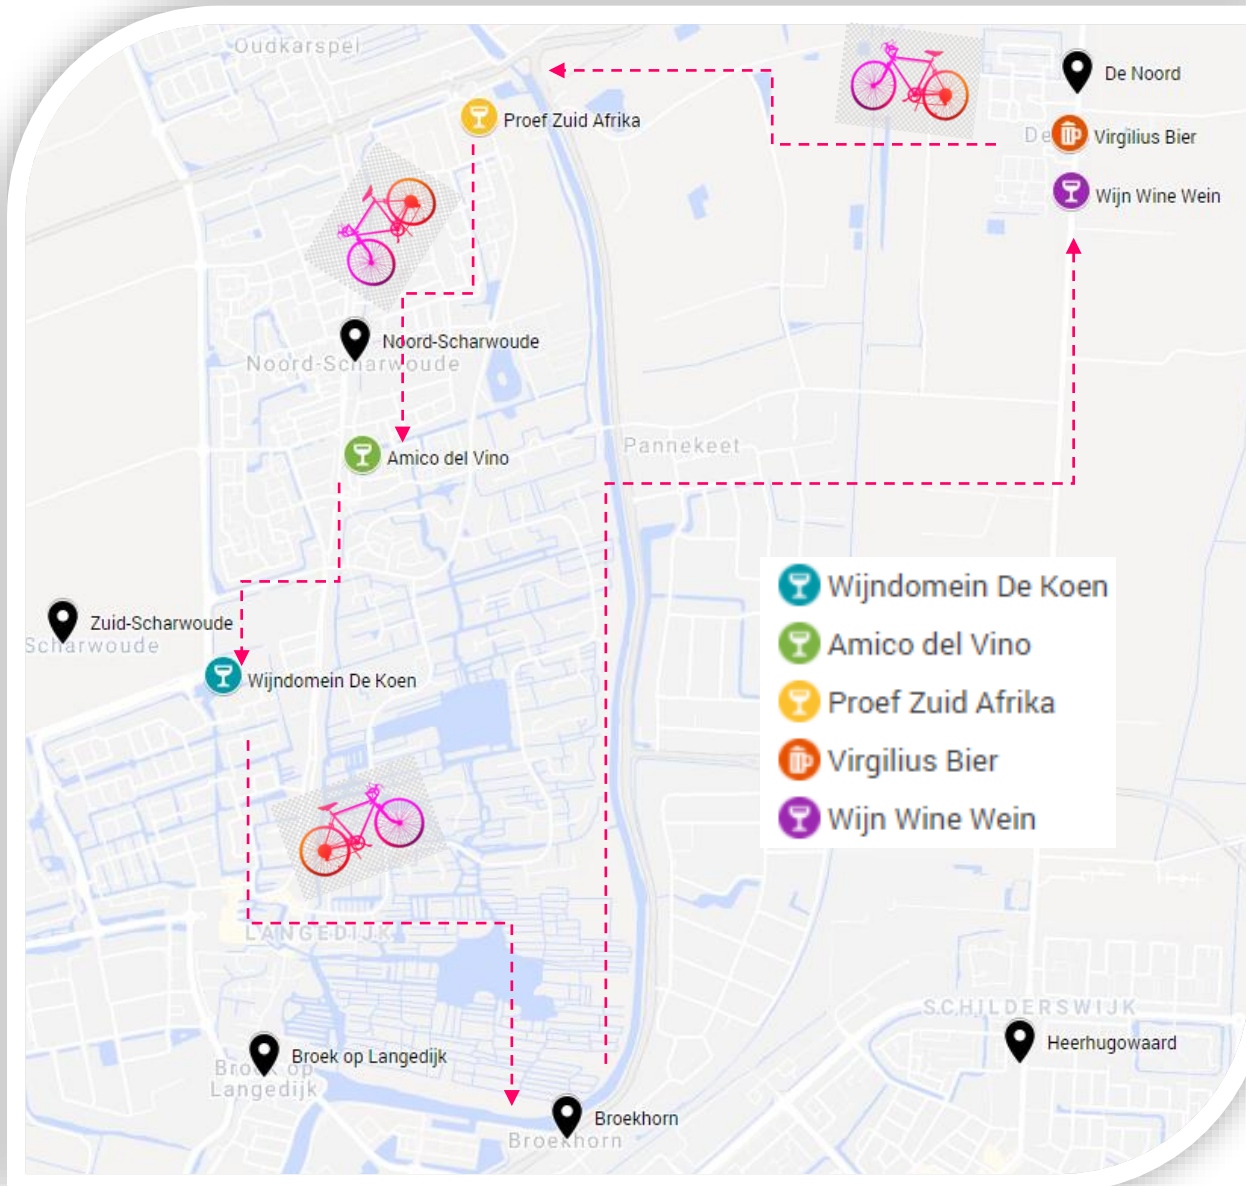 Oudkarspel
De Noord
Proef Zuid Afrika
De
Virgilius Bier
Wijn Wine Wein
Noord-Scharwoude
Noord-Scharwoude
Pannekeet
Amico del Vino
Zuid-Scharwoude
Scharwoude
Wijndomein De Koen
Wijndomein De Koen
Amico del Vino
Proef Zuid Afrika
Virgilius Bier
Wijn Wine Wein
LANGEDIJK
SCHILDERSWIJK
Heerhugowaard
Broek op Langedijk
Broek op
Langedijk
Broekhorn
Broekhorn